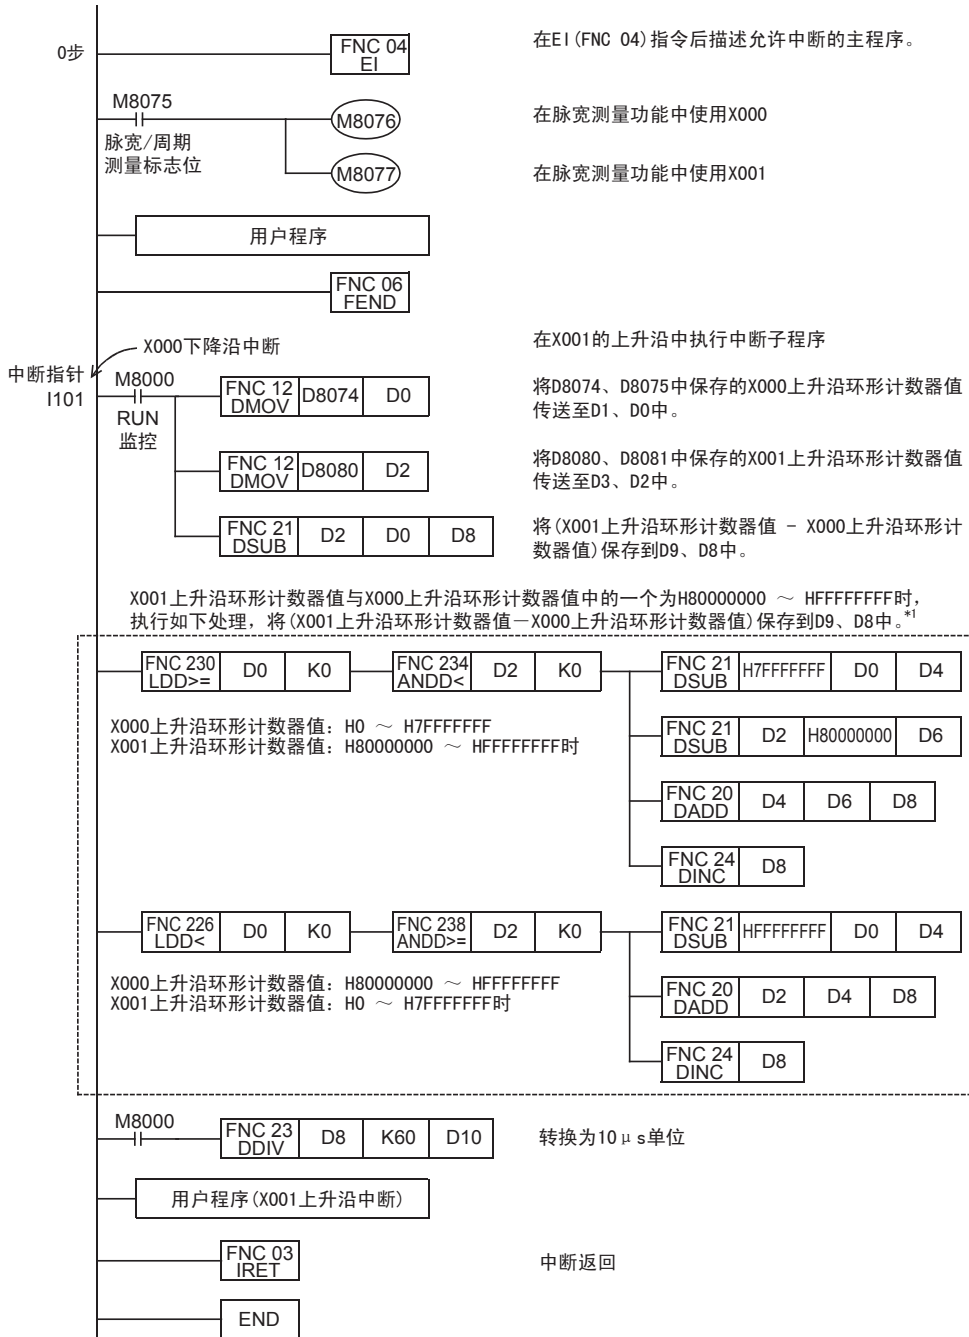 0步
FNC 04
EI
在EI(FNC 04)指令后描述允许中断的主程序。
M8075
脉宽/周期
测量标志位
M8076
在脉宽测量功能中使用X000
M8077
在脉宽测量功能中使用X001
用户程序
FNC 06
FEND
X000下降沿中断
在X001的上升沿中执行中断子程序
中断指针
I101
M8000
RUN
监控
FNC 12
DMOV
D8074
D0
将D8074、D8075中保存的X000上升沿环形计数器值
传送至D1、D0中。
FNC 12
DMOV
D8080
D2
将D8080、D8081中保存的X001上升沿环形计数器值
传送至D3、D2中。
FNC 21
DSUB
D2
D0
D8
将(X001上升沿环形计数器值 - X000上升沿环形计
数器值)保存到D9、D8中。
X001上升沿环形计数器值与X000上升沿环形计数器值中的一个为H80000000 ～ HFFFFFFFF时，
执行如下处理，将(X001上升沿环形计数器值－X000上升沿环形计数器值)保存到D9、D8中。*1
FNC 230
LDD>=
D0
K0
FNC 234
ANDD<
D2
K0
FNC 21
DSUB
H7FFFFFFF
D0
D4
X000上升沿环形计数器值：H0 ～ H7FFFFFFF
X001上升沿环形计数器值：H80000000 ～ HFFFFFFFF时
FNC 21
DSUB
D2
H80000000
D6
FNC 20
DADD
D4
D6
D8
FNC 24
DINC
D8
FNC 226
LDD<
D0
K0
FNC 238
ANDD>=
D2
K0
FNC 21
DSUB
HFFFFFFFF
D0
D4
X000上升沿环形计数器值：H80000000 ～ HFFFFFFFF
X001上升沿环形计数器值：H0 ～ H7FFFFFFF时
FNC 20
DADD
D2
D4
D8
FNC 24
DINC
D8
M8000
FNC 23
DDIV
D8
K60
D10
转换为10μs单位
用户程序(X001上升沿中断)
FNC 03
IRET
中断返回
END